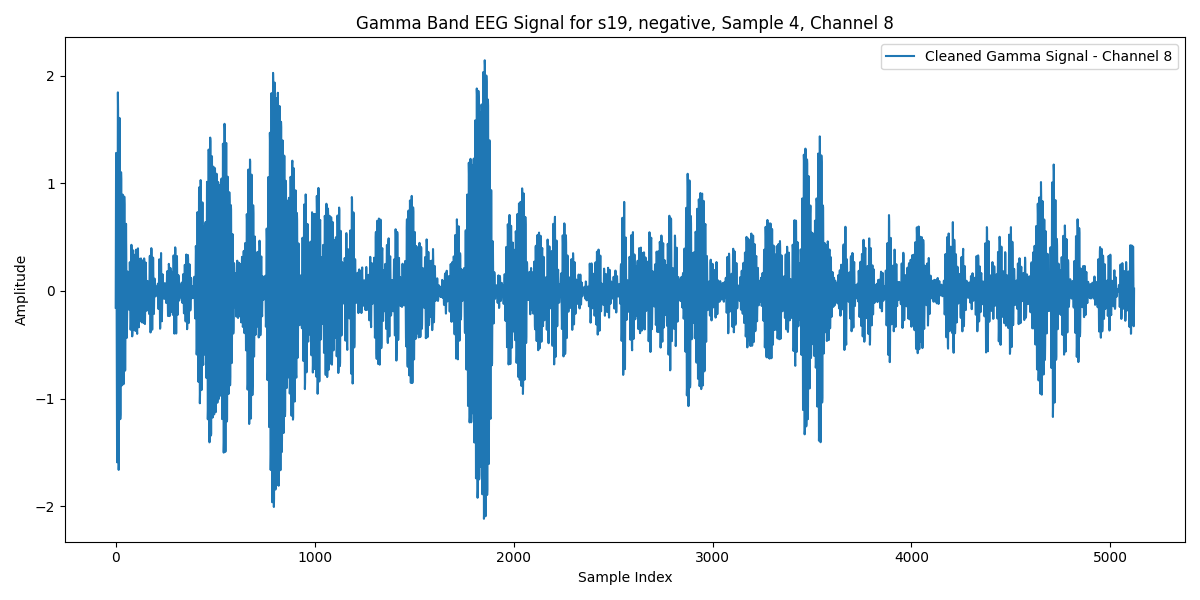 Gamma Band EEG Signal for s19, negative, Sample 4, Channel 8
Cleaned Gamma Signal - Channel 8
2
1
0
−1
−2
Amplitude
0 1000 2000 3000 4000 5000
Sample Index